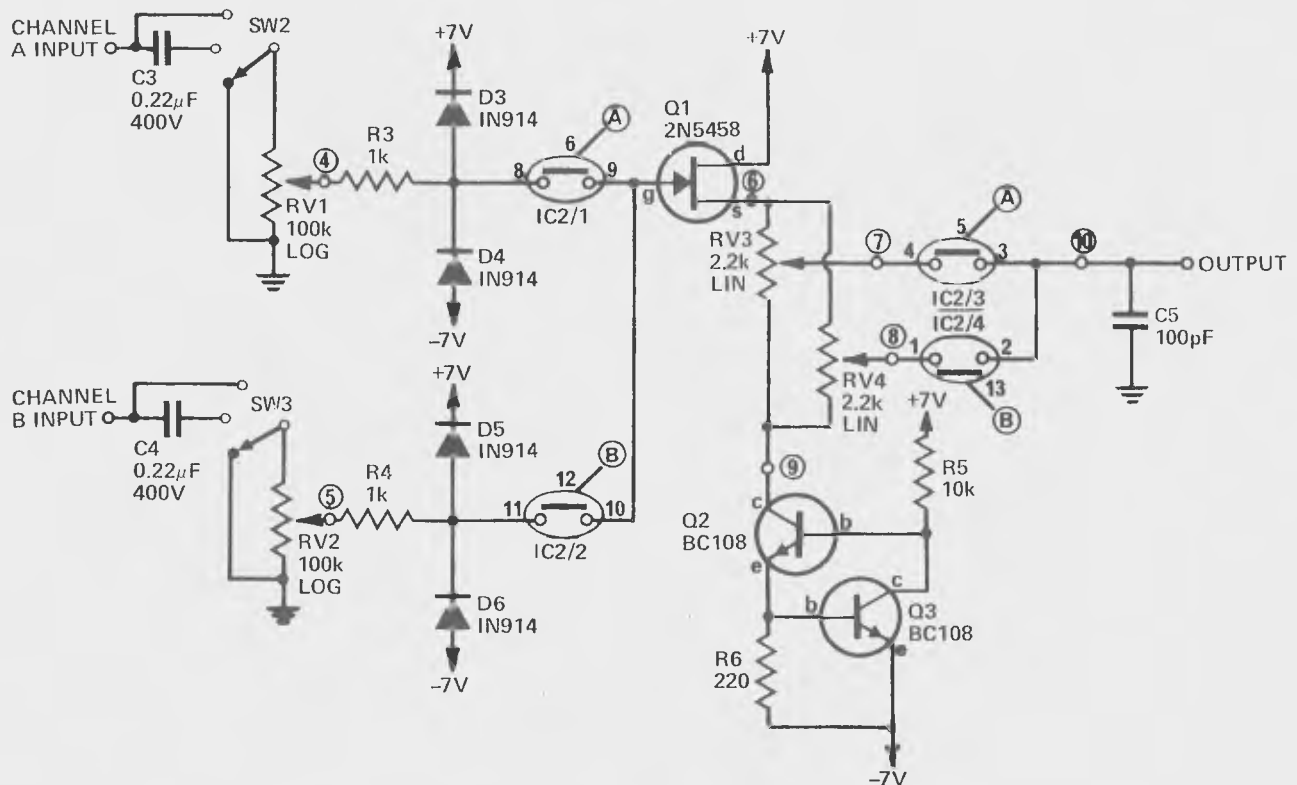 CHANNEL
A INPUT
C3
0.22μF
400V
SW2
④
RV1
100k
LOG
R3
1k
+7V
D3
IN914
D4
IN914
–7V
Ⓐ
6
8
9
IC2/1
Q1
2N5458
d
g
s
⑥
+7V
RV3
2.2k
LIN
⑦
Ⓐ
5
4
3
IC2/3
IC2/4
⑩
OUTPUT
C5
100pF
⑧
1
2
13
Ⓑ
RV4
2.2k
LIN
CHANNEL
B INPUT
C4
0.22μF
400V
SW3
⑤
RV2
100k
LOG
R4
1k
+7V
D5
IN914
D6
IN914
–7V
Ⓑ
12
11
10
IC2/2
⑨
+7V
R5
10k
c
Q2
BC108
b
e
c
b
Q3
BC108
e
R6
220
–7V